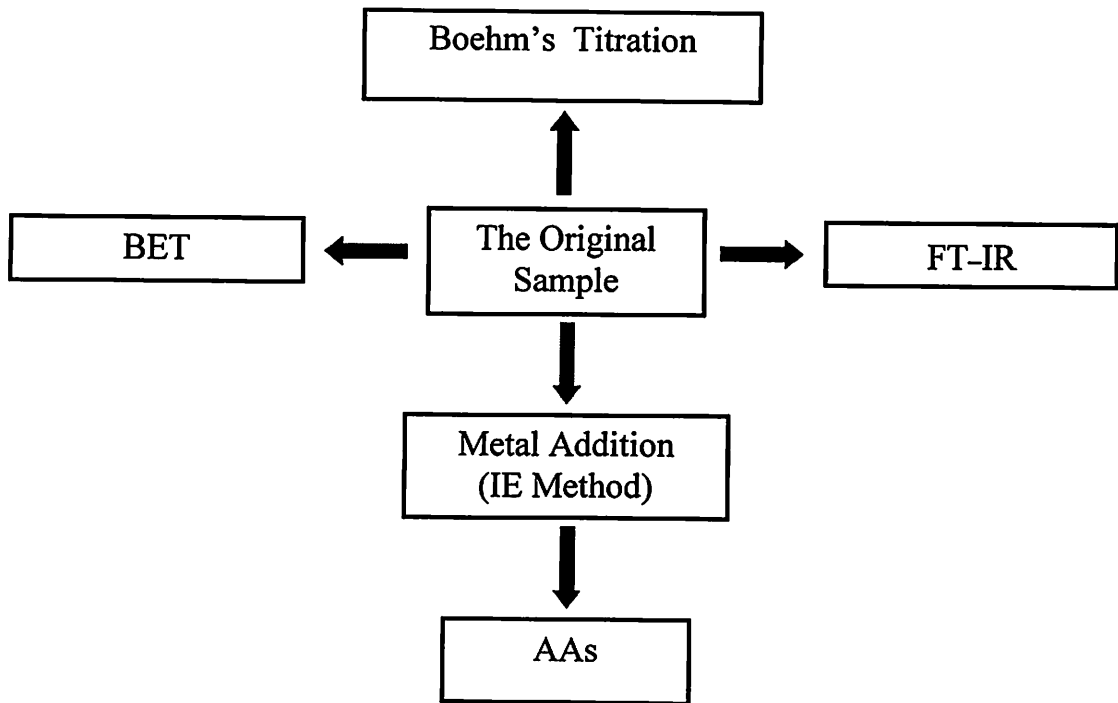 Boehm's Titration
BET
The Original
Sample
FT-IR
Metal Addition
(IE Method)
AAs